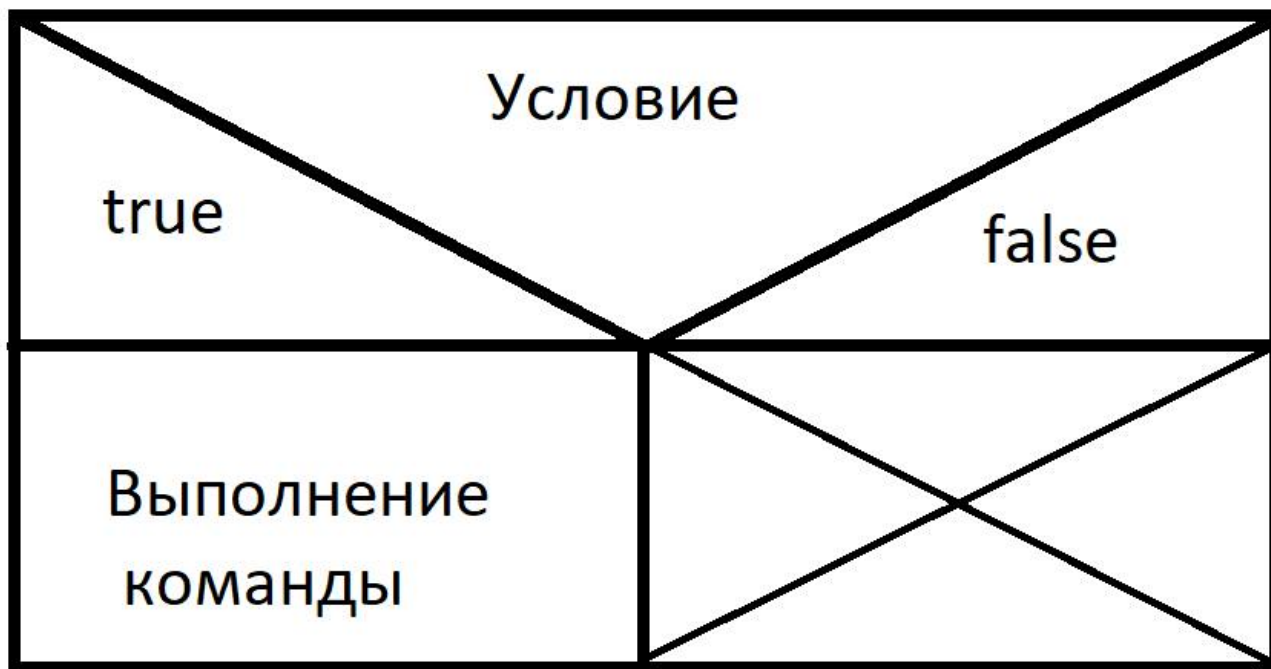 Условие
true
false
Выполнение
команды